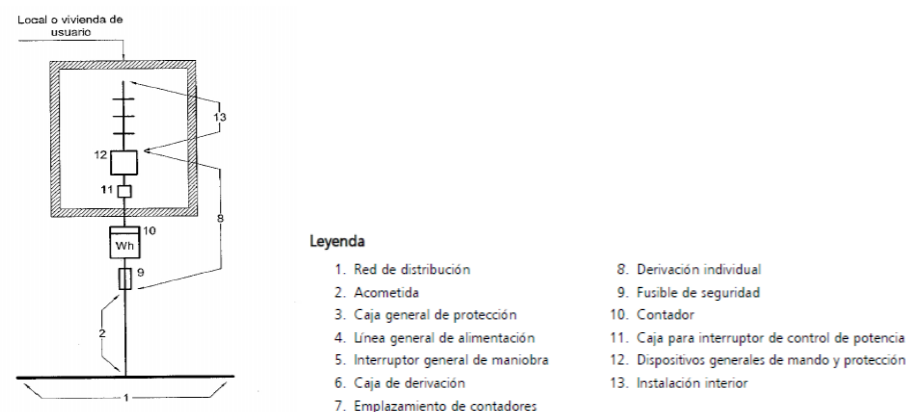 Local o vivienda de
usuario
13
12
11
8
10
Wh
9
2
1
Leyenda
1. Red de distribución
2. Acometida
3. Caja general de protección
4. Línea general de alimentación
5. Interruptor general de maniobra
6. Caja de derivación
7. Emplazamiento de contadores
8. Derivación individual
9. Fusible de seguridad
10. Contador
11. Caja para interruptor de control de potencia
12. Dispositivos generales de mando y protección
13. Instalación interior